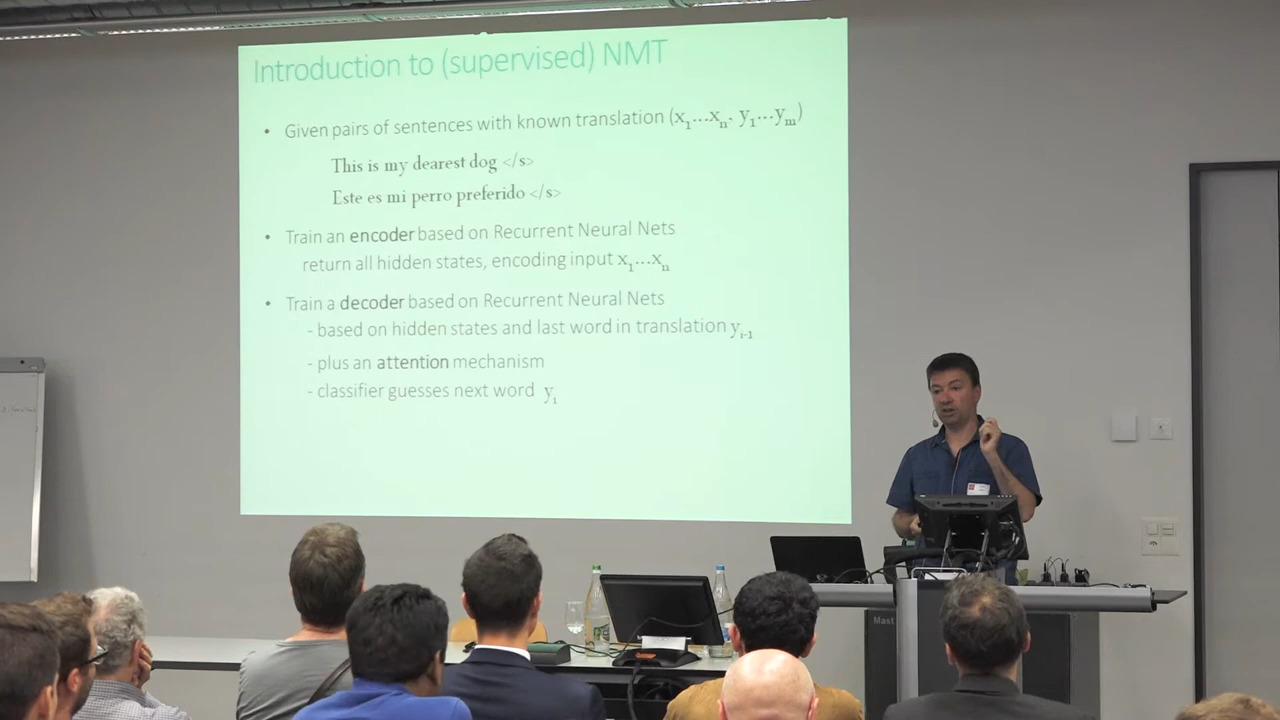 Introduction to (supervised) NMT
• Given pairs of sentences with known translation (x₁...xₙ, y₁...yₘ)
This is my dearest dog </s>
Este es mi perro preferido </s>
• Train an encoder based on Recurrent Neural Nets
return all hidden states, encoding input x₁...xₙ
• Train a decoder based on Recurrent Neural Nets
- based on hidden states and last word in translation yᵢ₋₁
- plus an attention mechanism
- classifier guesses next word yᵢ
Mast